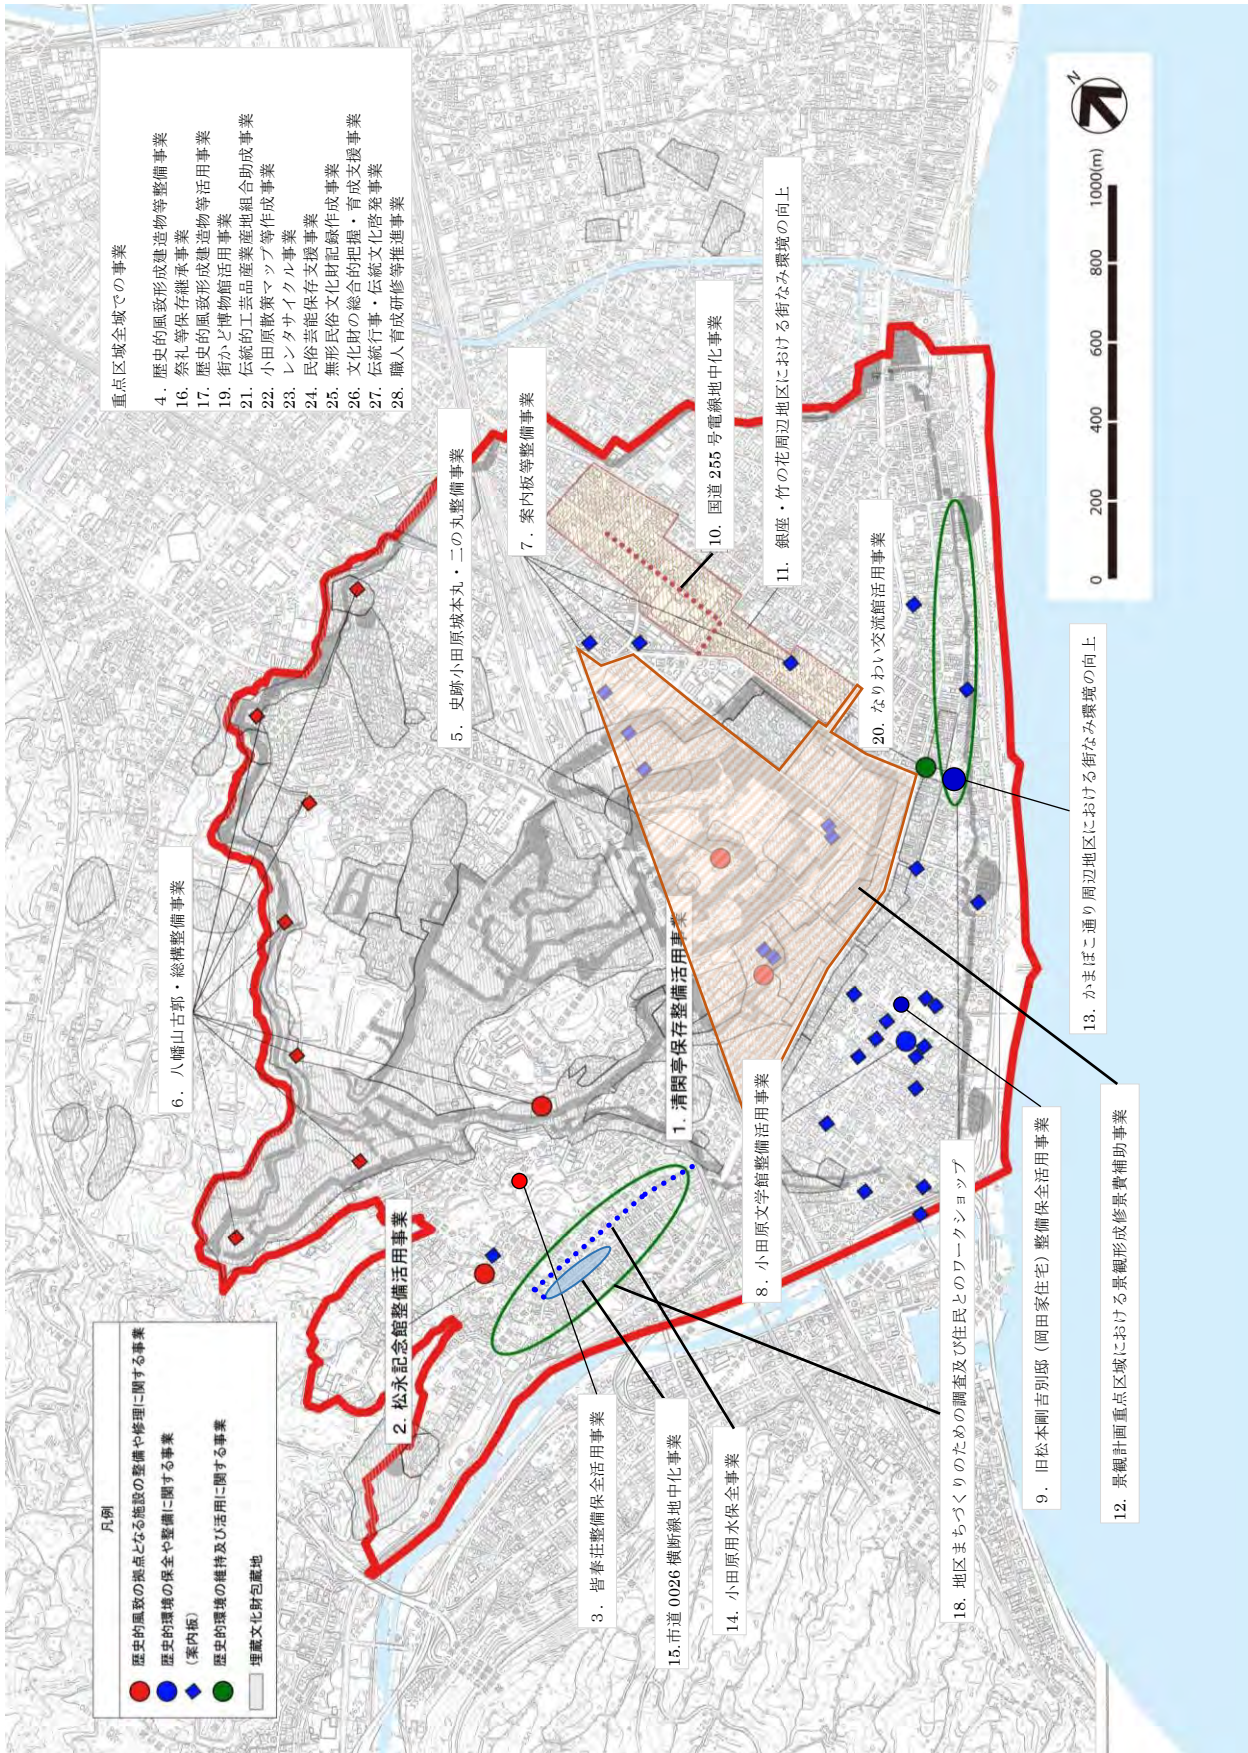 凡例
歴史的風致の拠点となる施設の整備や修理に関する事業
歴史的環境の保全や整備に関する事業
（案内板）
歴史的環境の維持及び活用に関する事業
埋蔵文化財包蔵地
重点区域全域での事業
4．歴史的風致形成建造物等整備事業
16. 祭礼等保存継承事業
17. 歴史的風致形成建造物等活用事業
19. 街かど博物館活用事業
21. 伝統的工芸品産業産地組合助成事業
22. 小田原散策マップ等作成事業
23. レンタサイクル事業
24. 民俗芸能保存支援事業
25. 無形民俗文化財記録作成事業
26. 文化財の総合的把握・育成支援事業
27. 伝統行事・伝統文化啓発事業
28. 職人育成研修等推進事業
6．八幡山古郭・総構整備事業
2. 松永記念館整備活用事業
5．史跡小田原城本丸・二の丸整備事業
7．案内板等整備事業
3．皆春荘整備保全活用事業
15.市道 0026 横断線地中化事業
14．小田原用水保全事業
1. 清閑亭保存整備活用事業
10．国道 255 号電線地中化事業
11．銀座・竹の花周辺地区における街なみ環境の向上
8．小田原文学館整備活用事業
20. なりわい交流館活用事業
18. 地区まちづくりのための調査及び住民とのワークショップ
9．旧松本剛吉別邸（岡田家住宅）整備保全活用事業
13. かまぼこ通り周辺地区における街なみ環境の向上
12．景観計画重点区域における景観形成修景費補助事業
N
0 200 400 600 800 1000(m)